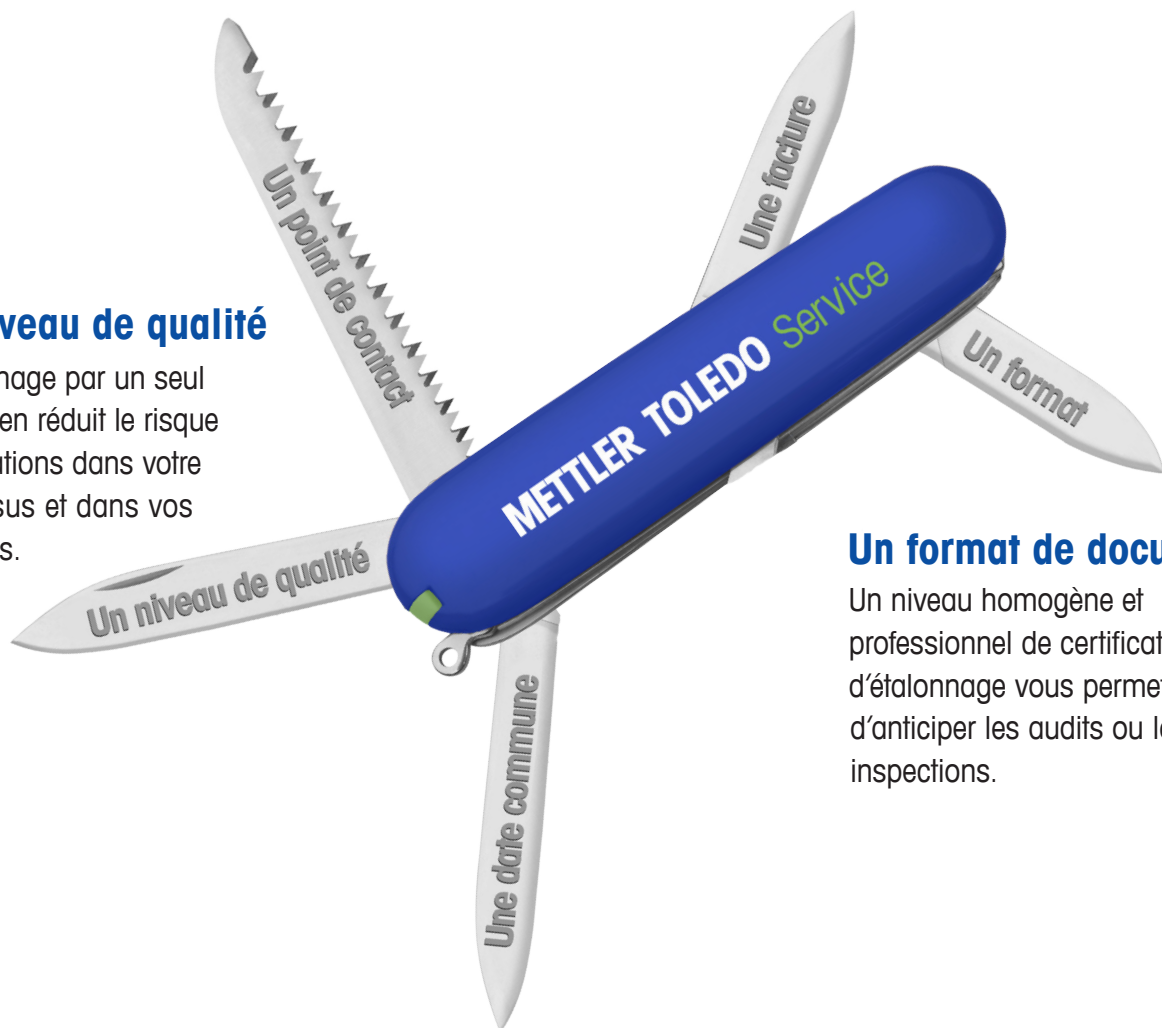 Un point de contact
Une facture
METTLER TOLEDO Service
Un format
Un niveau de qualité
Une date commune
veau de qualité
nage par un seul
en réduit le risque
ations dans votre
sus et dans vos
s.
Un format de docu
Un niveau homogène et
professionnel de certificat
d'étalonnage vous permet
d'anticiper les audits ou l
inspections.